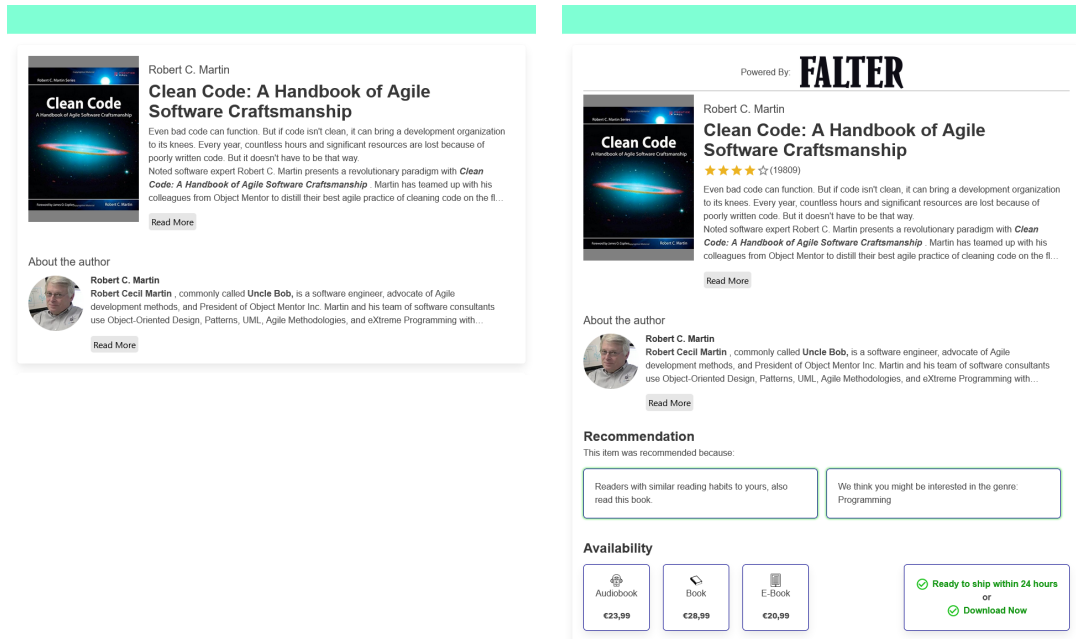 Robert C. Martin Series
Clean Code
A Handbook of Agile Software Craftsmanship
Robert C. Martin
Robert C. Martin
Clean Code: A Handbook of Agile
Software Craftsmanship
Even bad code can function. But if code isn't clean, it can bring a development organization
to its knees. Every year, countless hours and significant resources are lost because of
poorly written code. But it doesn't have to be that way.
Noted software expert Robert C. Martin presents a revolutionary paradigm with Clean
Code: A Handbook of Agile Software Craftsmanship . Martin has teamed up with his
colleagues from Object Mentor to distill their best agile practice of cleaning code on the fl...
Read More
About the author
Robert C. Martin
Robert Cecil Martin , commonly called Uncle Bob, is a software engineer, advocate of Agile
development methods, and President of Object Mentor Inc. Martin and his team of software consultants
use Object-Oriented Design, Patterns, UML, Agile Methodologies, and eXtreme Programming with...
Read More
Powered By: FALTER
Robert C. Martin Series
Clean Code
A Handbook of Agile Software Craftsmanship
Robert C. Martin
Robert C. Martin
Clean Code: A Handbook of Agile
Software Craftsmanship
(19809)
Even bad code can function. But if code isn't clean, it can bring a development organization
to its knees. Every year, countless hours and significant resources are lost because of
poorly written code. But it doesn't have to be that way.
Noted software expert Robert C. Martin presents a revolutionary paradigm with Clean
Code: A Handbook of Agile Software Craftsmanship . Martin has teamed up with his
colleagues from Object Mentor to distill their best agile practice of cleaning code on the fl...
Read More
About the author
Robert C. Martin
Robert Cecil Martin , commonly called Uncle Bob, is a software engineer, advocate of Agile
development methods, and President of Object Mentor Inc. Martin and his team of software consultants
use Object-Oriented Design, Patterns, UML, Agile Methodologies, and eXtreme Programming with...
Read More
Recommendation
This item was recommended because:
Readers with similar reading habits to yours, also
read this book.
We think you might be interested in the genre:
Programming
Availability
Audiobook
€23,99
Book
€28,99
E-Book
€20,99
Ready to ship within 24 hours
or
Download Now